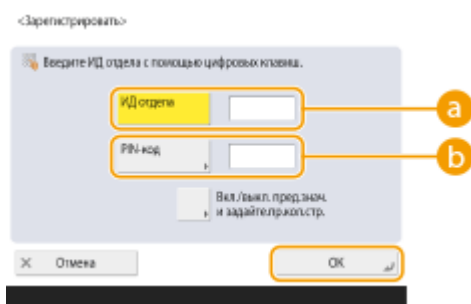 <Зарегистрировать>
Введите ИД отдела с помощью цифровых клавиш.
ИД отдела
a
PIN-код
b
Вкл./выкл. пред.знач.
и задайте.пр.коп.стр.
× Отмена
OK